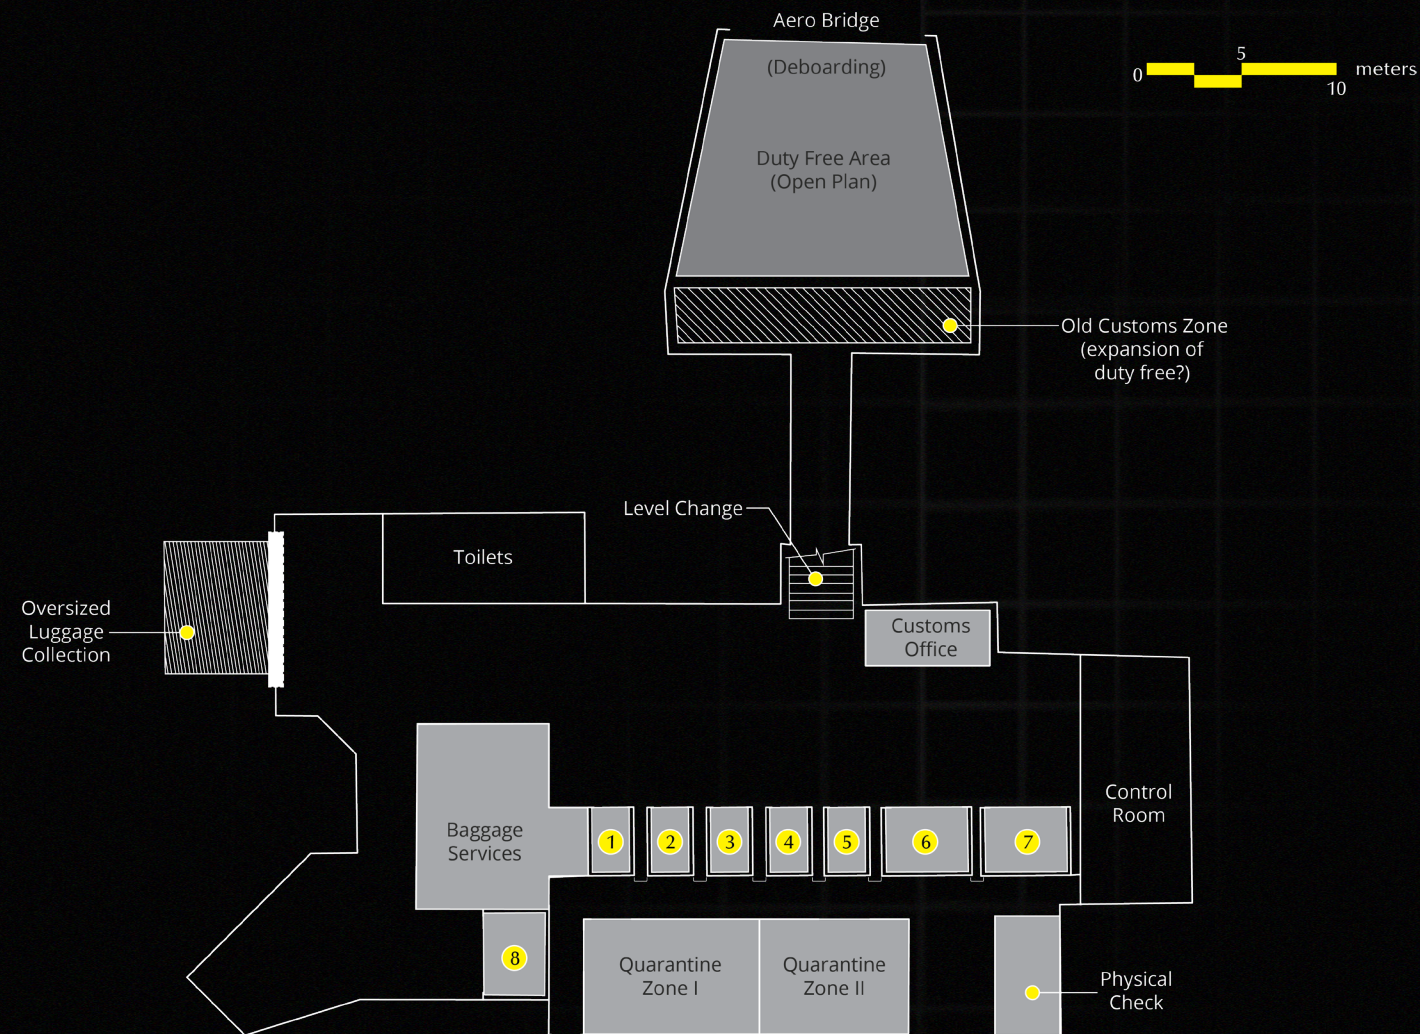 Aero Bridge
(Deboarding)
0
5
10
meters
Duty Free Area
(Open Plan)
Old Customs Zone
(expansion of
duty free?)
Level Change
Toilets
Oversized
Luggage
Collection
Customs
Office
Control
Room
Baggage
Services
1
2
3
4
5
6
7
8
Quarantine
Zone I
Quarantine
Zone II
Physical
Check